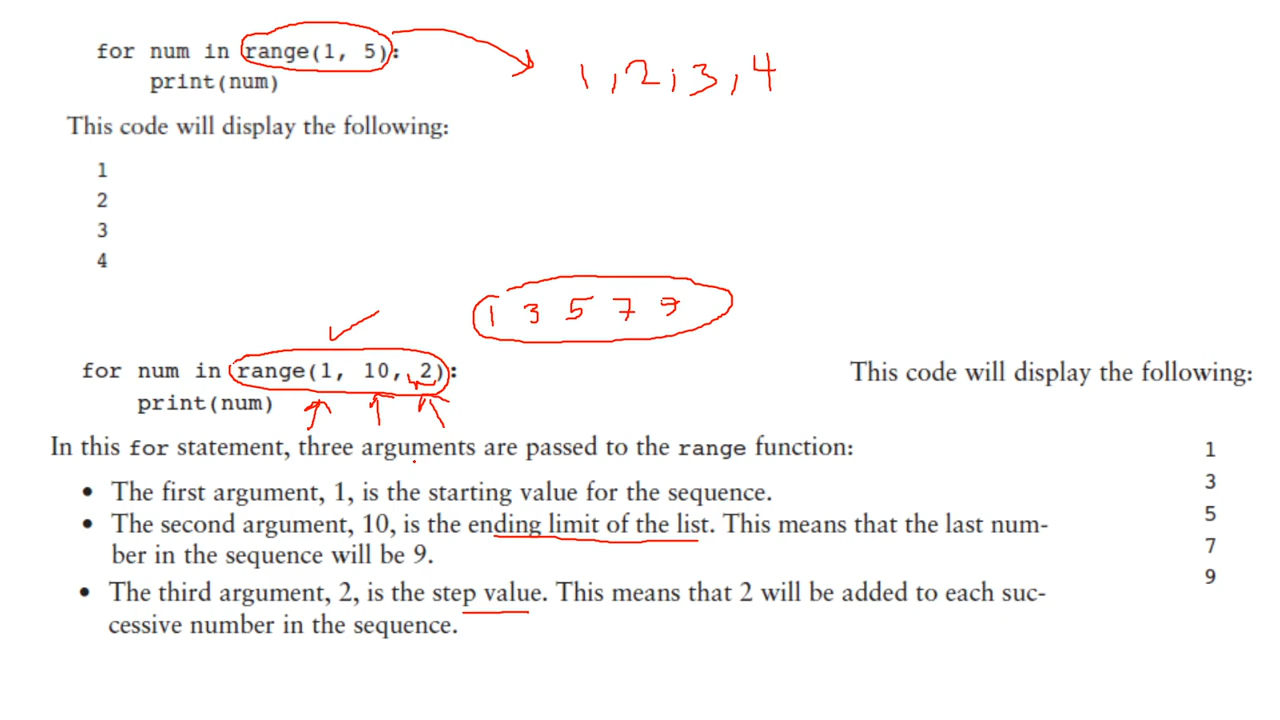 for num in range(1, 5):
1, 2, 3, 4
    print(num)
This code will display the following:
1
2
3
4
1 3 5 7 9
for num in range(1, 10, 2):
    print(num)
In this for statement, three arguments are passed to the range function:
• The first argument, 1, is the starting value for the sequence.
• The second argument, 10, is the ending limit of the list. This means that the last num-
ber in the sequence will be 9.
• The third argument, 2, is the step value. This means that 2 will be added to each suc-
cessive number in the sequence.
This code will display the following:
1
3
5
7
9